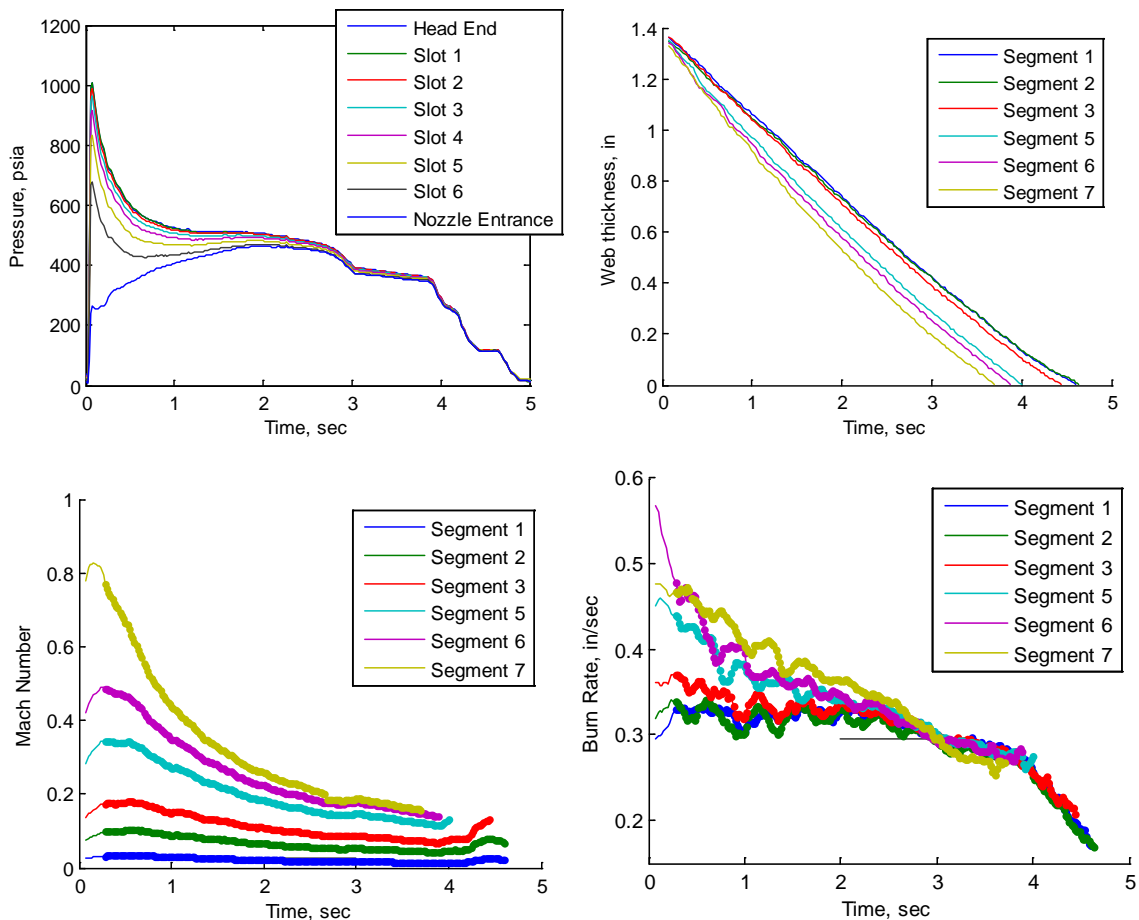 1200
1000
800
600
400
200
0
Pressure, psia
0
1
2
3
4
5
Time, sec
Head End
Slot 1
Slot 2
Slot 3
Slot 4
Slot 5
Slot 6
Nozzle Entrance
1.4
1.2
1
0.8
0.6
0.4
0.2
0
Web thickness, in
0
1
2
3
4
5
Time, sec
Segment 1
Segment 2
Segment 3
Segment 5
Segment 6
Segment 7
1
0.8
0.6
0.4
0.2
0
Mach Number
0
1
2
3
4
5
Time, sec
Segment 1
Segment 2
Segment 3
Segment 5
Segment 6
Segment 7
0.6
0.5
0.4
0.3
0.2
Burn Rate, in/sec
0
1
2
3
4
5
Time, sec
Segment 1
Segment 2
Segment 3
Segment 5
Segment 6
Segment 7